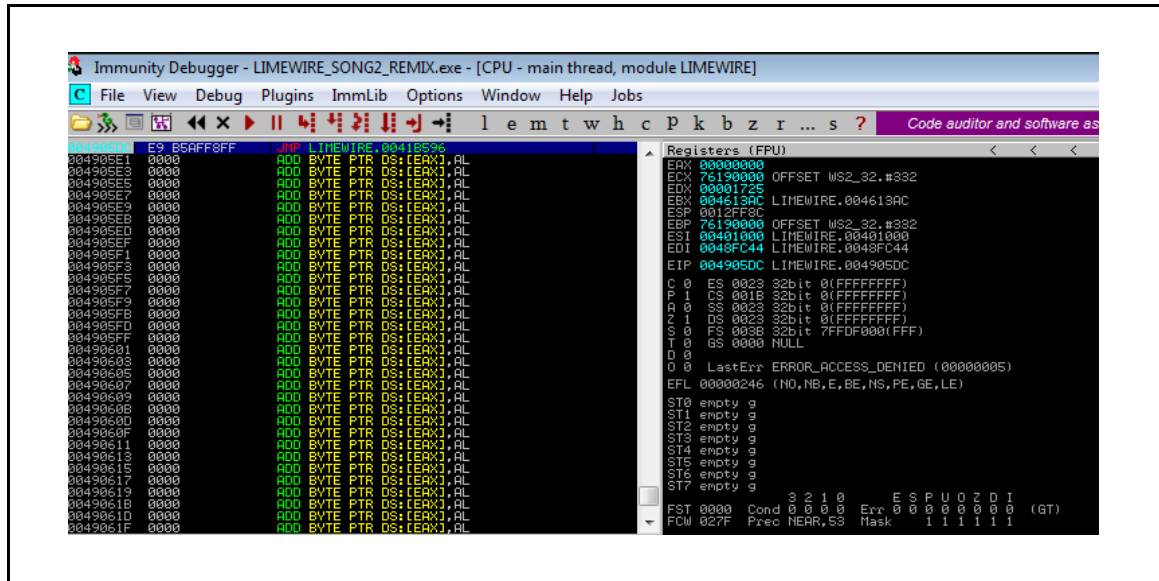 Immunity Debugger - LIMEWIRE_SONG2_REMIX.exe - [CPU - main thread, module LIMEWIRE]
C File View Debug Plugins ImmLib Options Window Help Jobs
l e m t w h c P k b z r ... s ? Code auditor and software as
004905DC E9 B5AFF8FF JMP LIMEWIRE.0041B596
004905E1 0000 ADD BYTE PTR DS:[EAX],AL
004905E3 0000 ADD BYTE PTR DS:[EAX],AL
004905E5 0000 ADD BYTE PTR DS:[EAX],AL
004905E7 0000 ADD BYTE PTR DS:[EAX],AL
004905E9 0000 ADD BYTE PTR DS:[EAX],AL
004905EB 0000 ADD BYTE PTR DS:[EAX],AL
004905ED 0000 ADD BYTE PTR DS:[EAX],AL
004905EF 0000 ADD BYTE PTR DS:[EAX],AL
004905F1 0000 ADD BYTE PTR DS:[EAX],AL
004905F3 0000 ADD BYTE PTR DS:[EAX],AL
004905F5 0000 ADD BYTE PTR DS:[EAX],AL
004905F7 0000 ADD BYTE PTR DS:[EAX],AL
004905F9 0000 ADD BYTE PTR DS:[EAX],AL
004905FB 0000 ADD BYTE PTR DS:[EAX],AL
004905FD 0000 ADD BYTE PTR DS:[EAX],AL
004905FF 0000 ADD BYTE PTR DS:[EAX],AL
00490601 0000 ADD BYTE PTR DS:[EAX],AL
00490603 0000 ADD BYTE PTR DS:[EAX],AL
00490605 0000 ADD BYTE PTR DS:[EAX],AL
00490607 0000 ADD BYTE PTR DS:[EAX],AL
00490609 0000 ADD BYTE PTR DS:[EAX],AL
0049060B 0000 ADD BYTE PTR DS:[EAX],AL
0049060D 0000 ADD BYTE PTR DS:[EAX],AL
0049060F 0000 ADD BYTE PTR DS:[EAX],AL
00490611 0000 ADD BYTE PTR DS:[EAX],AL
00490613 0000 ADD BYTE PTR DS:[EAX],AL
00490615 0000 ADD BYTE PTR DS:[EAX],AL
00490617 0000 ADD BYTE PTR DS:[EAX],AL
00490619 0000 ADD BYTE PTR DS:[EAX],AL
0049061B 0000 ADD BYTE PTR DS:[EAX],AL
0049061D 0000 ADD BYTE PTR DS:[EAX],AL
0049061F 0000 ADD BYTE PTR DS:[EAX],AL
Registers (FPU) < < <
EAX 00000000
ECX 76190000 OFFSET WS2_32.#332
EDX 00001725
EBX 004613AC LIMEWIRE.004613AC
ESP 0012FF8C
EBP 76190000 OFFSET WS2_32.#332
ESI 00401000 LIMEWIRE.00401000
EDI 0048FC44 LIMEWIRE.0048FC44
EIP 004905DC LIMEWIRE.004905DC
C 0 ES 0023 32bit 0(FFFFFFFF)
P 1 CS 001B 32bit 0(FFFFFFFF)
A 0 SS 0023 32bit 0(FFFFFFFF)
Z 1 DS 0023 32bit 0(FFFFFFFF)
S 0 FS 003B 32bit 7FFDF000(FFF)
T 0 GS 0000 NULL
D 0
O 0 LastErr ERROR_ACCESS_DENIED (00000005)
EFL 00000246 (NO,NB,E,BE,NS,PE,GE,LE)
ST0 empty g
ST1 empty g
ST2 empty g
ST3 empty g
ST4 empty g
ST5 empty g
ST6 empty g
ST7 empty g
3 2 1 0 E S P U O Z D I
FST 0000 Cond 0 0 0 0 Err 0 0 0 0 0 0 0 0 (GT)
FCW 027F Prec NEAR,53 Mask 1 1 1 1 1 1